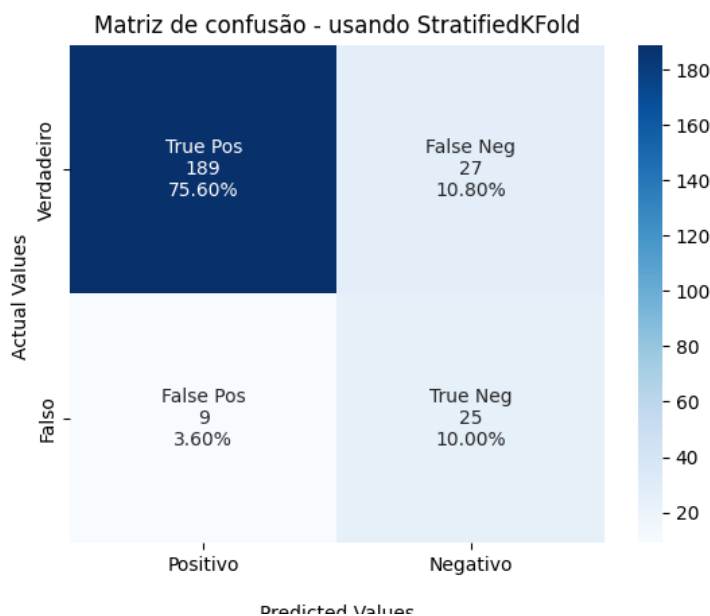 Matriz de confusão - usando StratifiedKFold
Actual Values
Verdadeiro
Falso
True Pos
189
75.60%
False Neg
27
10.80%
False Pos
9
3.60%
True Neg
25
10.00%
Positivo
Negativo
Predicted Values
180
160
140
120
100
80
60
40
20